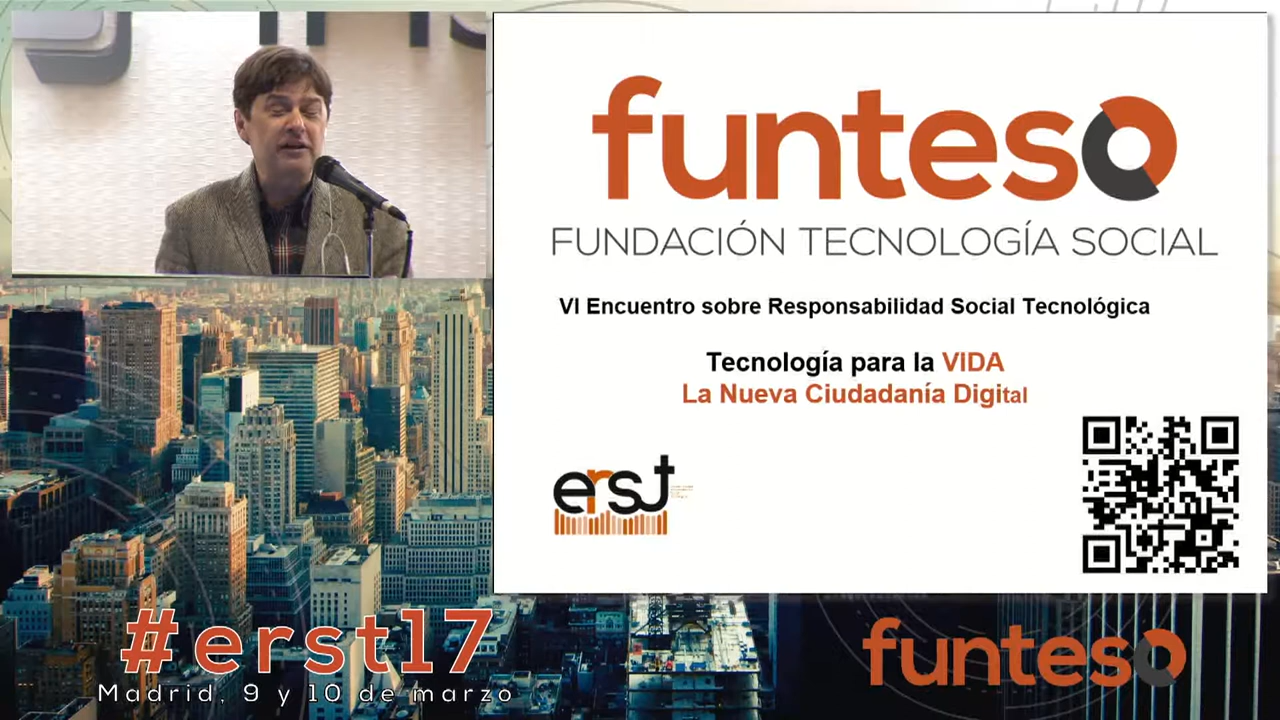 funteso
FUNDACIÓN TECNOLOGÍA SOCIAL
VI Encuentro sobre Responsabilidad Social Tecnológica
Tecnología para la VIDA
La Nueva Ciudadanía Digital
erst
#erst17
Madrid, 9 y 10 de marzo
funteso